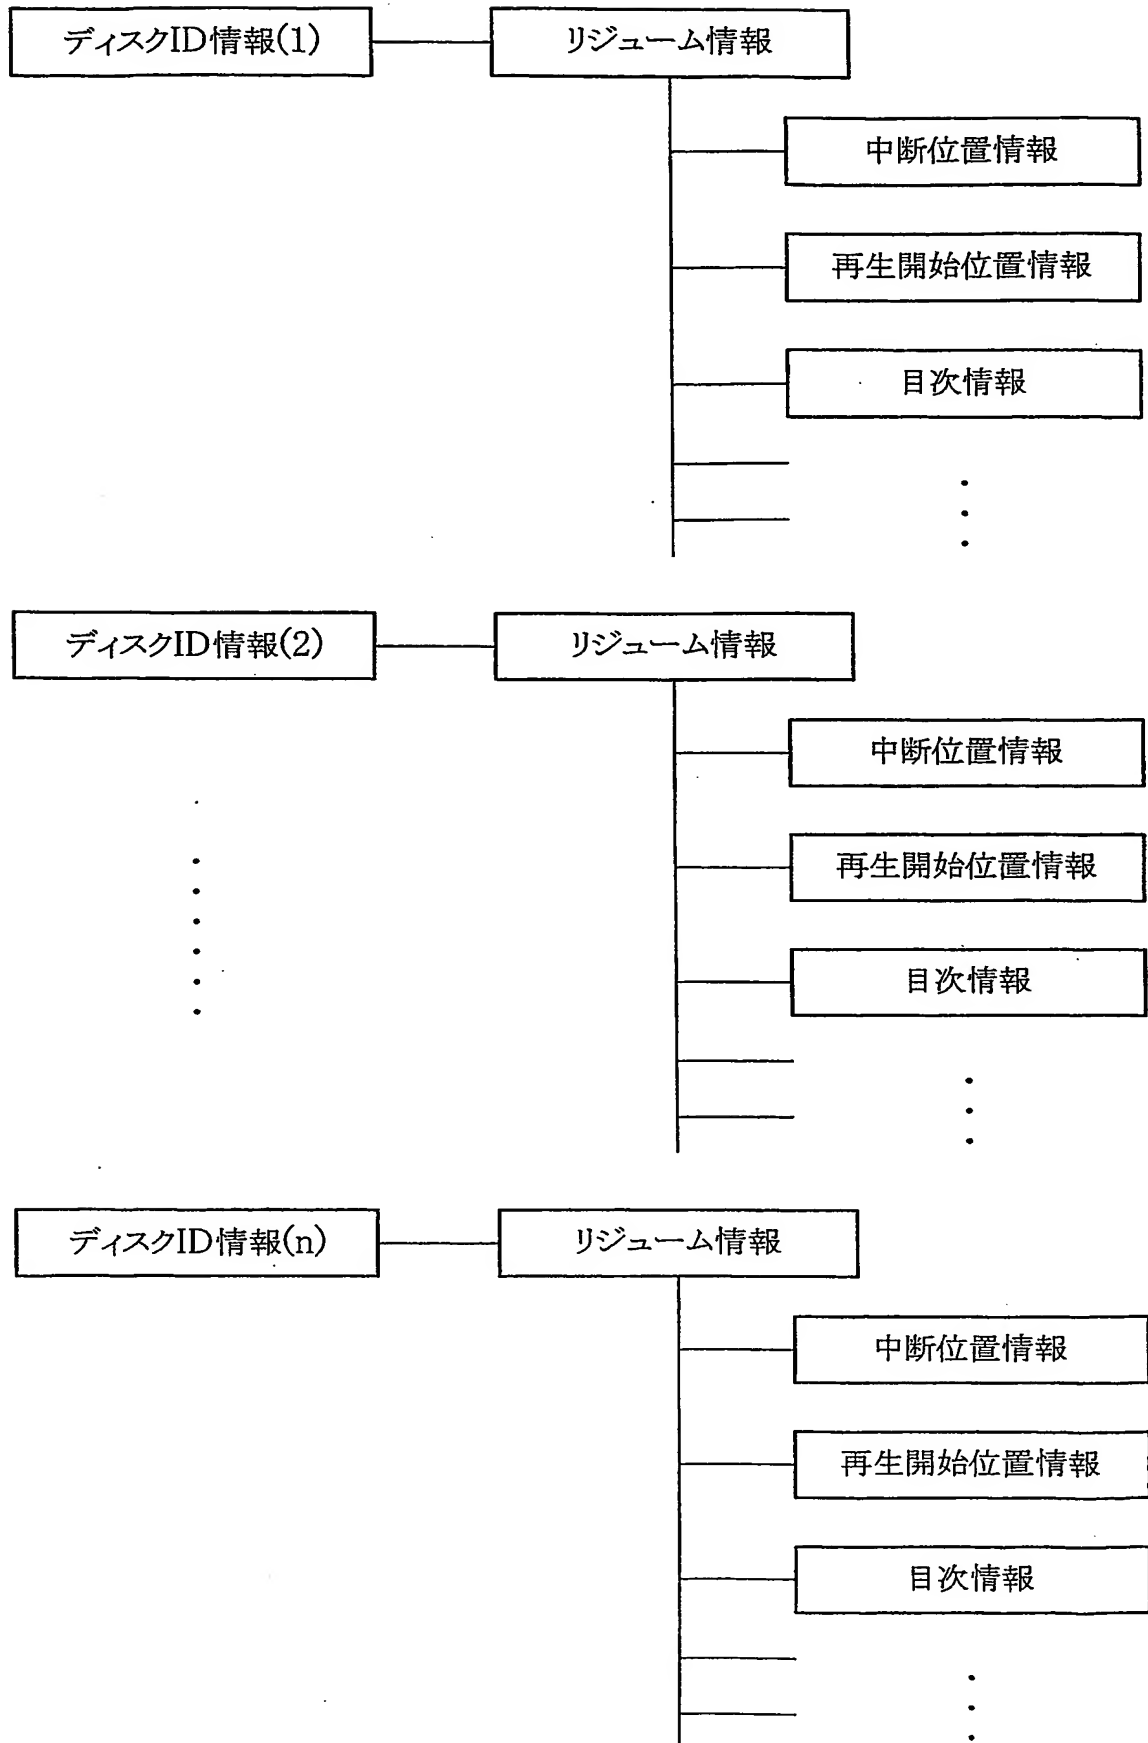 ディスクID情報(1)
リジューム情報
中断位置情報
再生開始位置情報
目次情報
ディスクID情報(2)
リジューム情報
中断位置情報
再生開始位置情報
目次情報
ディスクID情報(n)
リジューム情報
中断位置情報
再生開始位置情報
目次情報